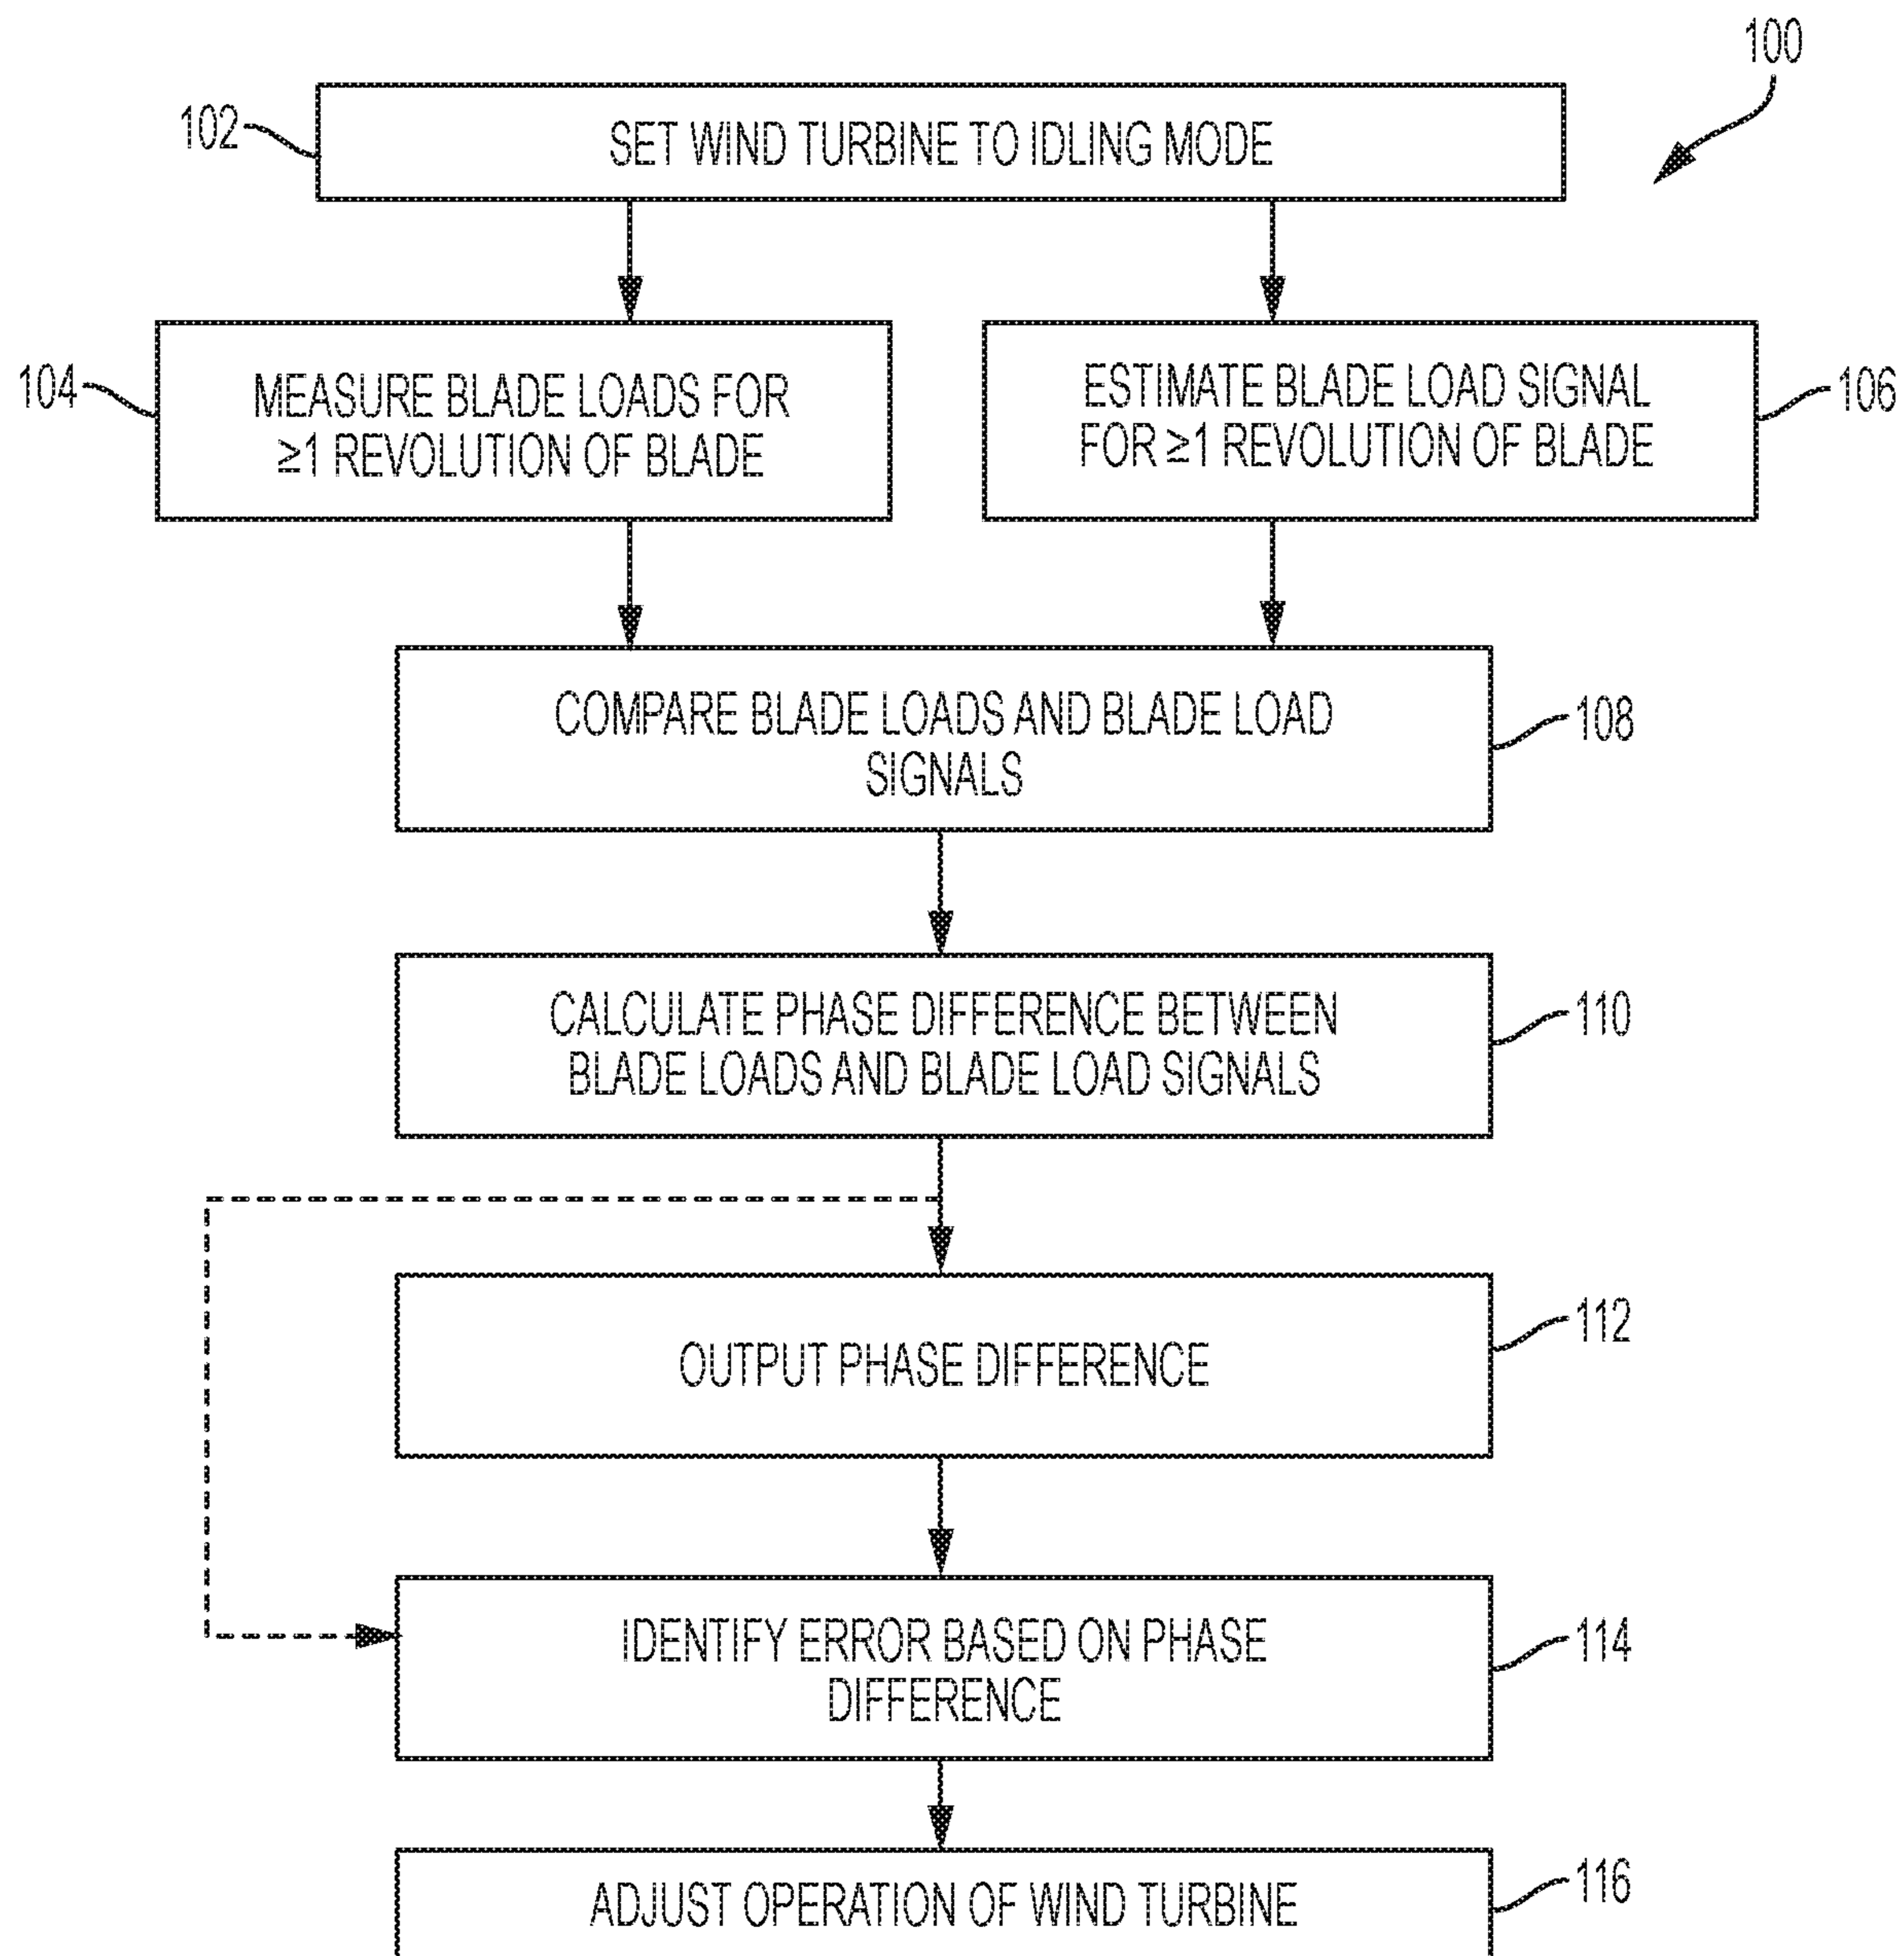 100
102
SET WIND TURBINE TO IDLING MODE
104
MEASURE BLADE LOADS FOR
≥1 REVOLUTION OF BLADE
ESTIMATE BLADE LOAD SIGNAL
FOR ≥1 REVOLUTION OF BLADE
106
COMPARE BLADE LOADS AND BLADE LOAD
SIGNALS
108
CALCULATE PHASE DIFFERENCE BETWEEN
BLADE LOADS AND BLADE LOAD SIGNALS
110
OUTPUT PHASE DIFFERENCE
112
IDENTIFY ERROR BASED ON PHASE
DIFFERENCE
114
ADJUST OPERATION OF WIND TURBINE
116